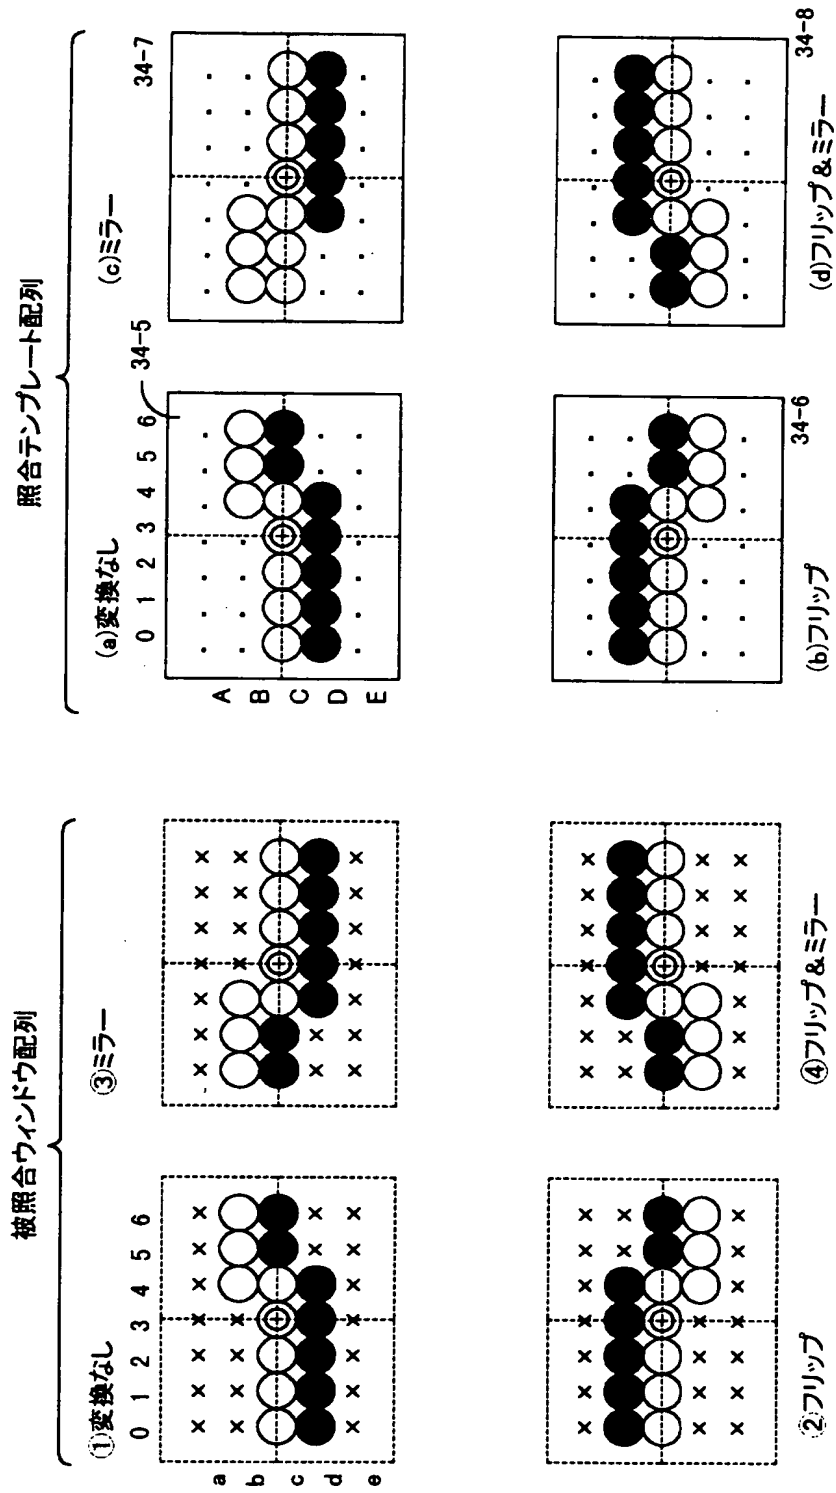 照合テンプレート配列
(a)変換なし
0 1 2 3 4 5 6
34-5
A
B
C
D
E
(c)ミラー
34-7
(b)フリップ
34-6
(d)フリップ&ミラー
34-8
被照合ウィンドウ配列
①変換なし
0 1 2 3 4 5 6
a
b
c
d
e
③ミラー
②フリップ
④フリップ&ミラー